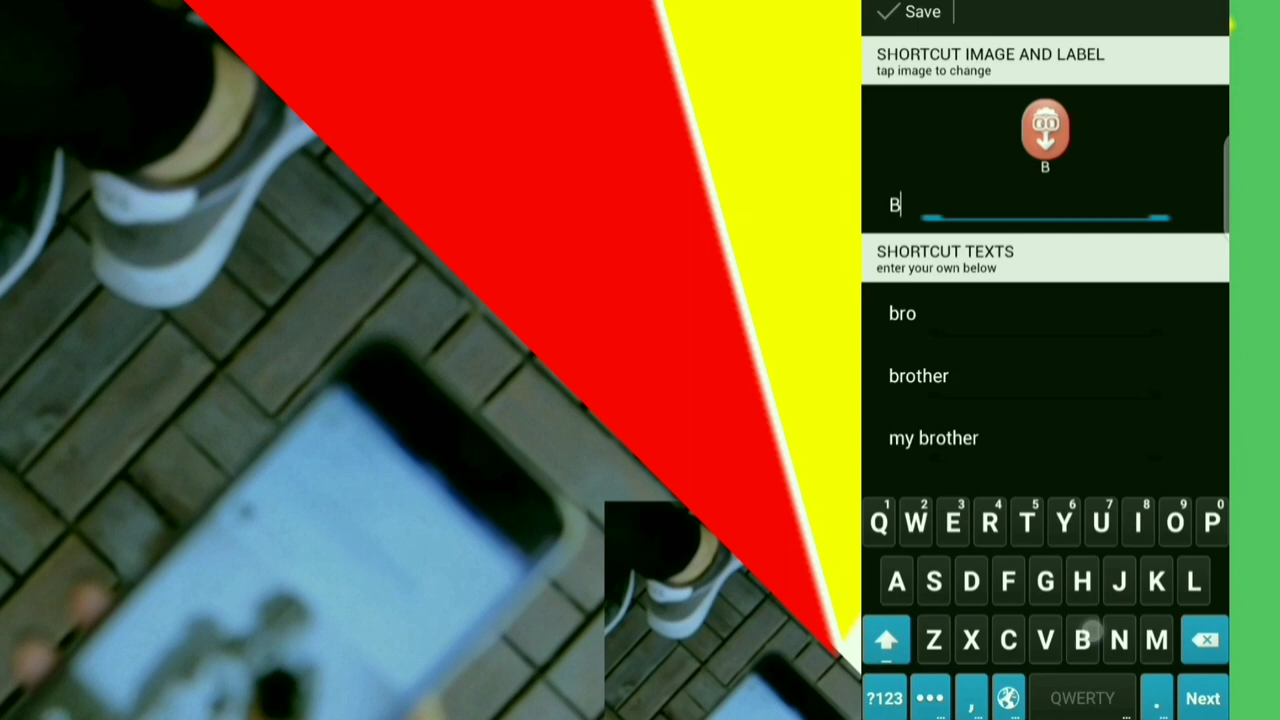 Save
SHORTCUT IMAGE AND LABEL
tap image to change
B
B
SHORTCUT TEXTS
enter your own below
bro
brother
my brother
1 2 3 4 5 6 7 8 9 0
Q W E R T Y U I O P
A S D F G H J K L
Z X C V B N M
?123 ... , QWERTY . Next